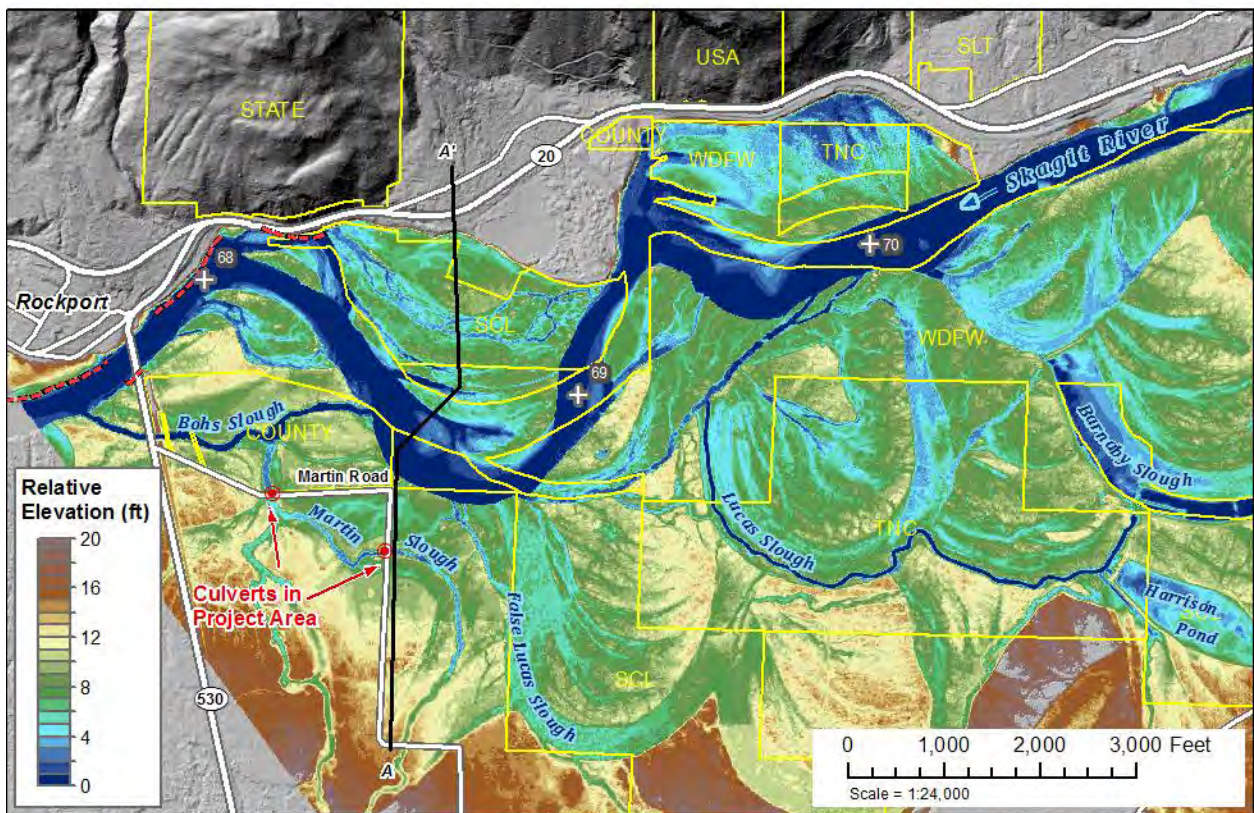 STATE
USA
SLT
A'
20
COUNTY
WDFW
TNC
Skagit River
68
70
Rockport
SCL
69
WDFW
Bohs Slough
COUNTY
Barnaby Slough
Martin Road
Lucas Slough
TNC
Martin Slough
Culverts in
Project Area
False Lucas Slough
Harrison
Pond
SCL
530
A
Relative
Elevation (ft)
20
16
12
8
4
0
0 1,000 2,000 3,000 Feet
Scale = 1:24,000